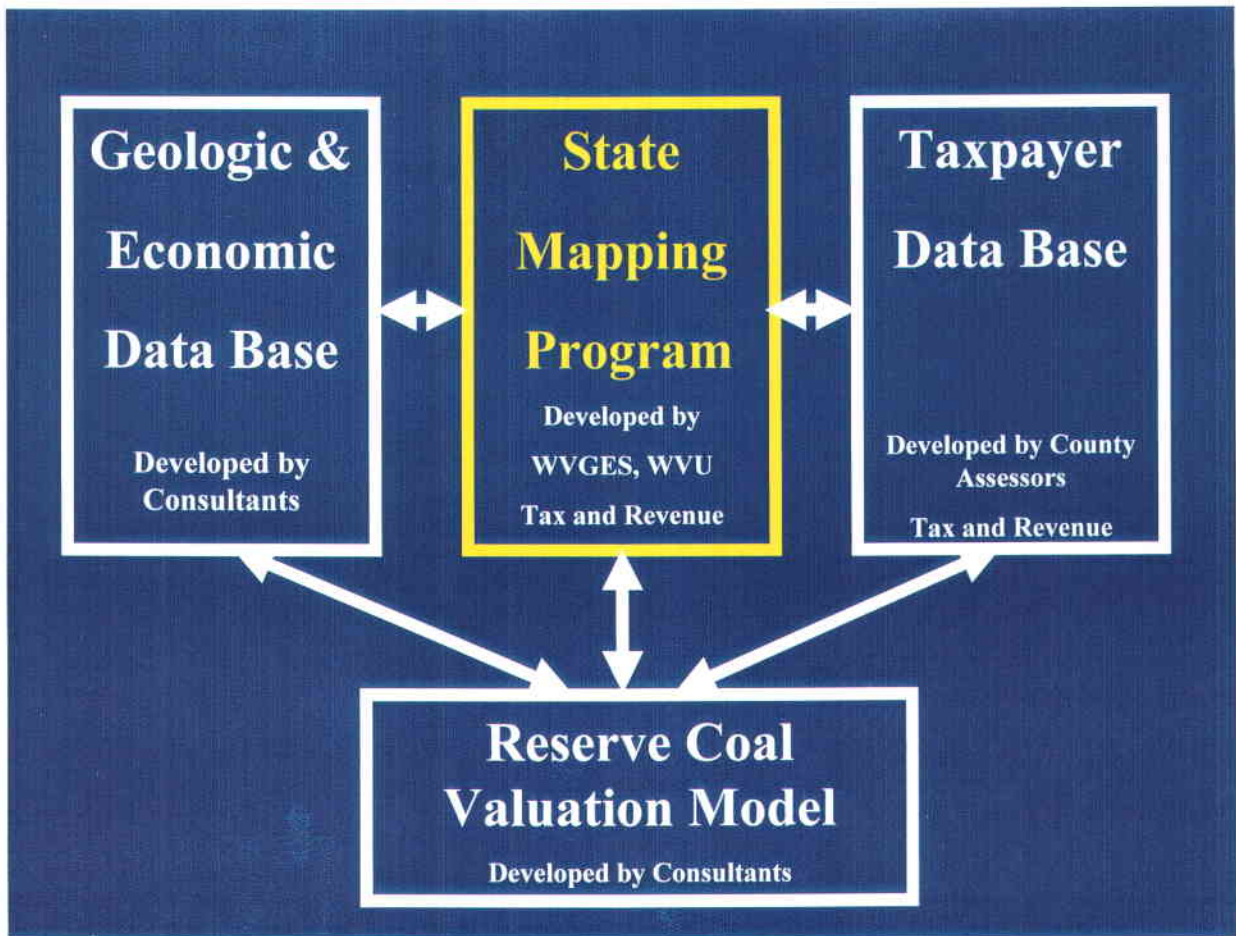 Geologic &
Economic
Data Base
Developed by
Consultants
State
Mapping
Program
Developed by
WVGES, WVU
Tax and Revenue
Taxpayer
Data Base
Developed by County
Assessors
Tax and Revenue
Reserve Coal
Valuation Model
Developed by Consultants